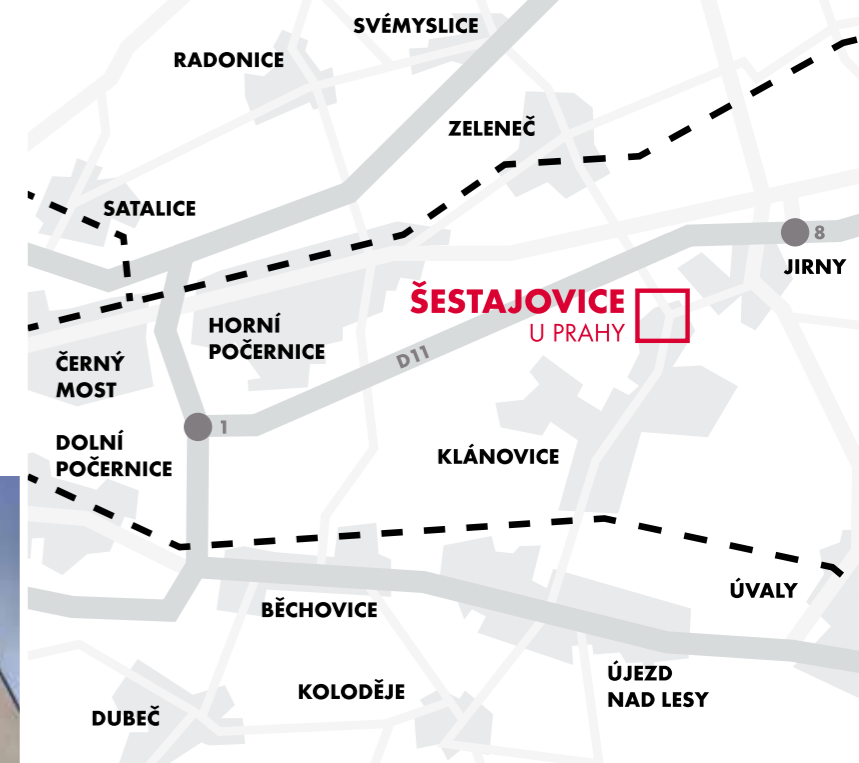 SVÉMYSLICE
RADONICE
ZELENEČ
SATALICE
8
JIRNY
ŠESTAJOVICE
U PRAHY
HORNÍ
POČERNICE
D11
ČERNÝ
MOST
1
DOLNÍ
POČERNICE
KLÁNOVICE
ÚVALY
BĚCHOVICE
ÚJEZD
NAD LESY
KOLODĚJE
DUBEČ